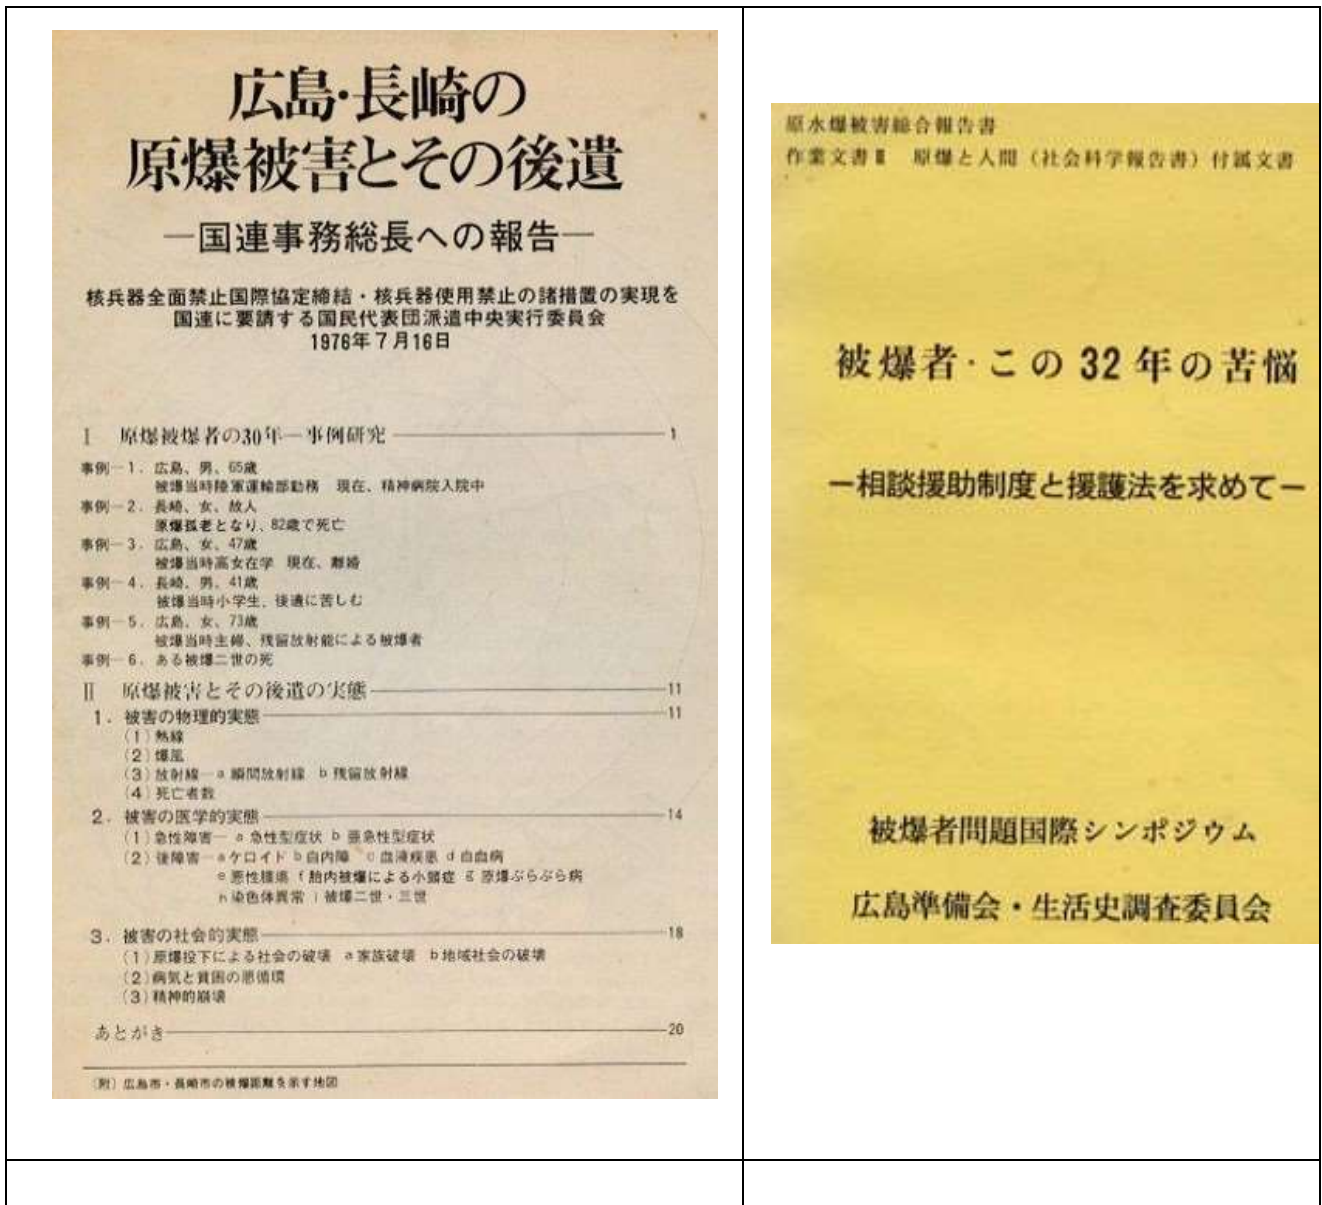 広島・長崎の
原爆被害とその後遺
―国連事務総長への報告―
核兵器全面禁止国際協定締結・核兵器使用禁止の諸措置の実現を
国連に要請する国民代表団派遣中央実行委員会
1976年7月16日
Ⅰ 原爆被爆者の30年―事例研究 1
事例―1. 広島、男、65歳
被爆当時陸軍運輸部勤務 現在、精神病院入院中
事例―2. 長崎、女、故人
原爆孤老となり、82歳で死亡
事例―3. 広島、女、47歳
被爆当時高女在学 現在、離婚
事例―4. 長崎、男、41歳
被爆当時小学生、後遺に苦しむ
事例―5. 広島、女、73歳
被爆当時主婦、残留放射能による被爆者
事例―6. ある被爆二世の死
Ⅱ 原爆被害とその後遺の実態 11
1. 被害の物理的実態 11
(1) 熱線
(2) 爆風
(3) 放射線―a 瞬間放射線 b 残留放射線
(4) 死亡者数
2. 被害の医学的実態 14
(1) 急性障害― a 急性型症状 b 亜急性型症状
(2) 後障害―aケロイド b白内障 c 血液疾患 d 白血病
e 悪性腫瘍 f 胎内被爆による小頭症 g 原爆ぶらぶら病
h 染色体異常 i 被爆二世・三世
3. 被害の社会的実態 18
(1) 原爆投下による社会の破壊 a 家族破壊 b 地域社会の破壊
(2) 病気と貧困の悪循環
(3) 精神的崩壊
あとがき 20
(附) 広島市・長崎市の被爆距離を示す地図
原水爆被害総合報告書
作業文書Ⅲ 原爆と人間(社会科学報告書)付属文書
被爆者・この32年の苦悩
―相談援助制度と援護法を求めて―
被爆者問題国際シンポジウム
広島準備会・生活史調査委員会